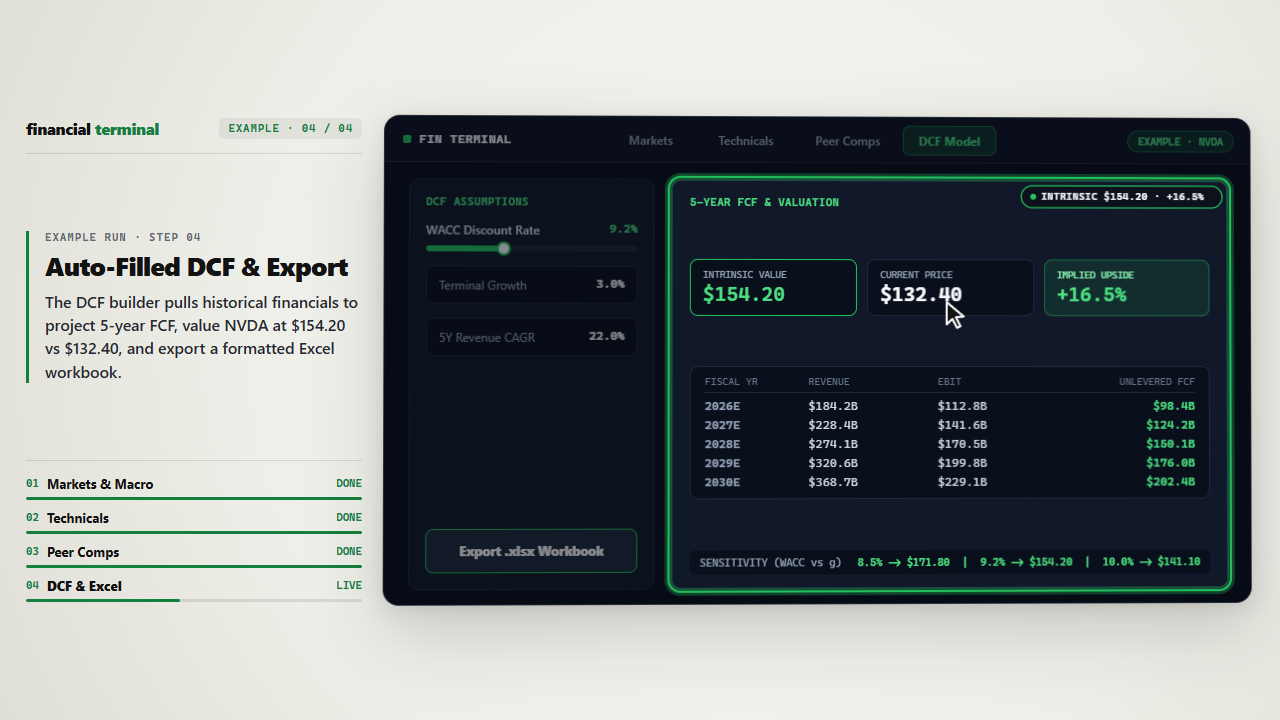 financial terminal
EXAMPLE · 04 / 04
EXAMPLE RUN · STEP 04
Auto-Filled DCF & Export
The DCF builder pulls historical financials to
project 5-year FCF, value NVDA at $154.20
vs $132.40, and export a formatted Excel
workbook.
01 Markets & Macro DONE
02 Technicals DONE
03 Peer Comps DONE
04 DCF & Excel LIVE
FIN TERMINAL
Markets Technicals Peer Comps DCF Model
EXAMPLE · NVDA
DCF ASSUMPTIONS
WACC Discount Rate 9.2%
Terminal Growth 3.0%
5Y Revenue CAGR 22.0%
Export .xlsx Workbook
5-YEAR FCF & VALUATION
INTRINSIC $154.20 · +16.5%
INTRINSIC VALUE
$154.20
CURRENT PRICE
$132.40
IMPLIED UPSIDE
+16.5%
FISCAL YR REVENUE EBIT UNLEVERED FCF
2026E $184.2B $112.8B $98.4B
2027E $228.4B $141.6B $124.2B
2028E $274.1B $170.5B $150.1B
2029E $320.6B $199.8B $176.0B
2030E $368.7B $229.1B $202.4B
SENSITIVITY (WACC vs g) 8.5% → $171.80 | 9.2% → $154.20 | 10.0% → $141.10